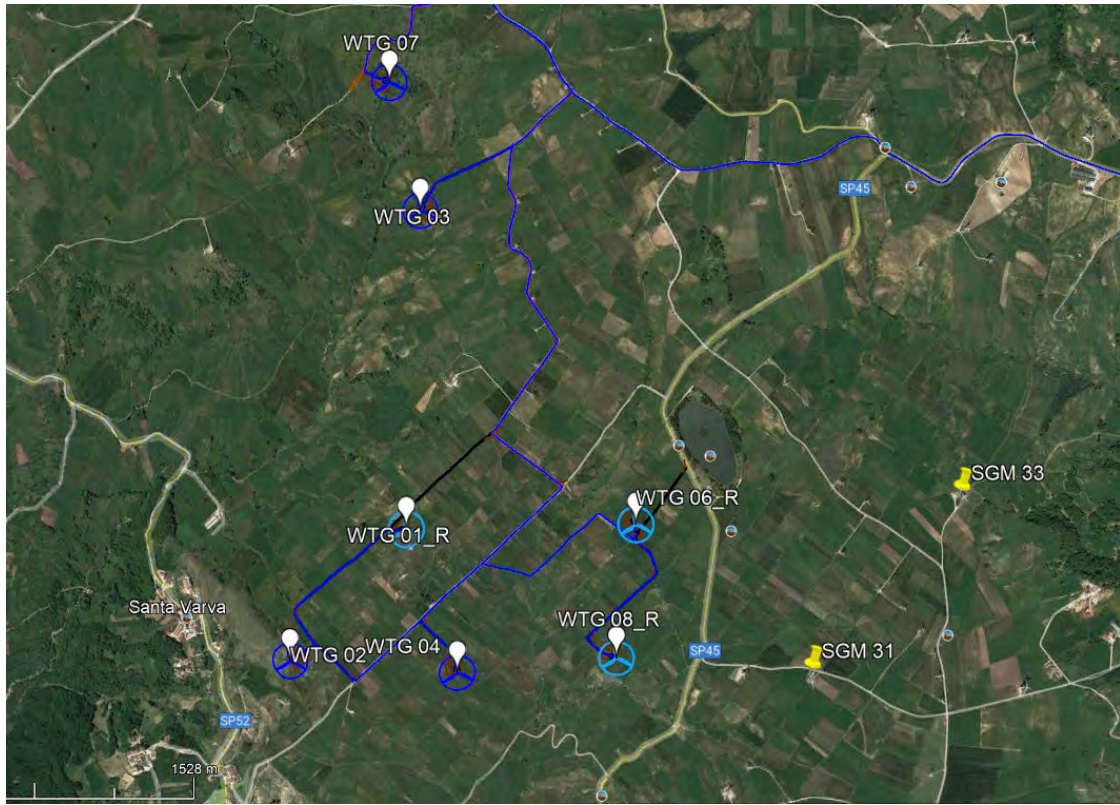 WTG 07
SP45
WTG 03
SGM 33
WTG 06_R
WTG 01_R
Santa Varva
WTG 08_R
WTG 02
WTG 04
SP45
SGM 31
SP52
1528 m